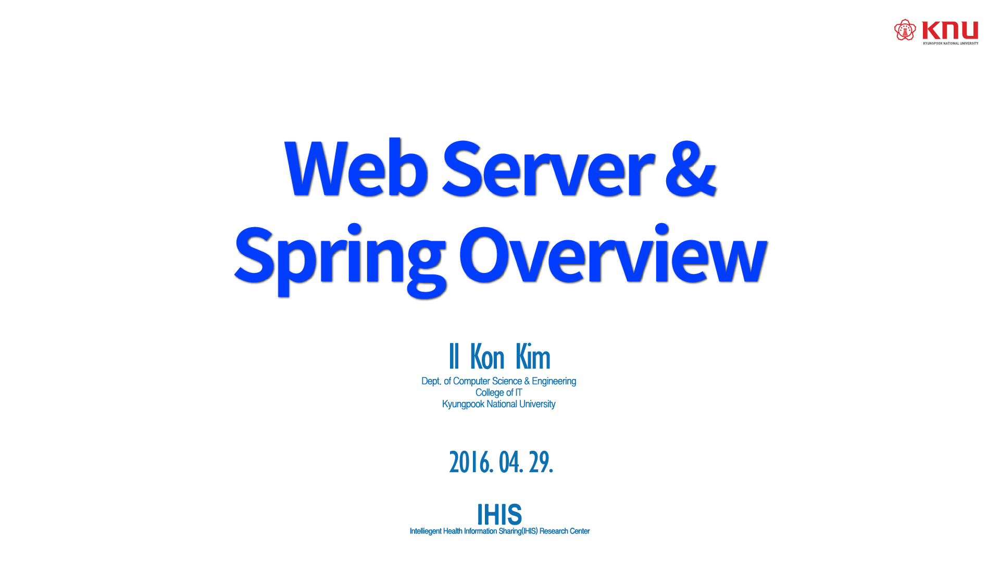 KNU
KYUNGPOOK NATIONAL UNIVERSITY
Web Server &
Spring Overview
Il Kon Kim
Dept. of Computer Science & Engineering
College of IT
Kyungpook National University
2016. 04. 29.
IHIS
Intelliegent Health Information Sharing(IHIS) Research Center